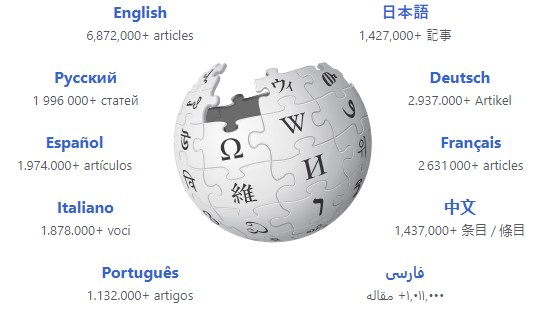 English
6,872,000+ articles
日本語
1,427,000+ 記事
Русский
1 996 000+ статей
Deutsch
2.937.000+ Artikel
Español
1.974.000+ artículos
Français
2 631 000+ articles
Italiano
1.878.000+ voci
中文
1,437,000+ 条目 / 條目
Português
1.132.000+ artigos
فارسی
۱٬۰۱۱٬۰۰۰+ مقاله
Ω
W
ウィ
И
維
ו